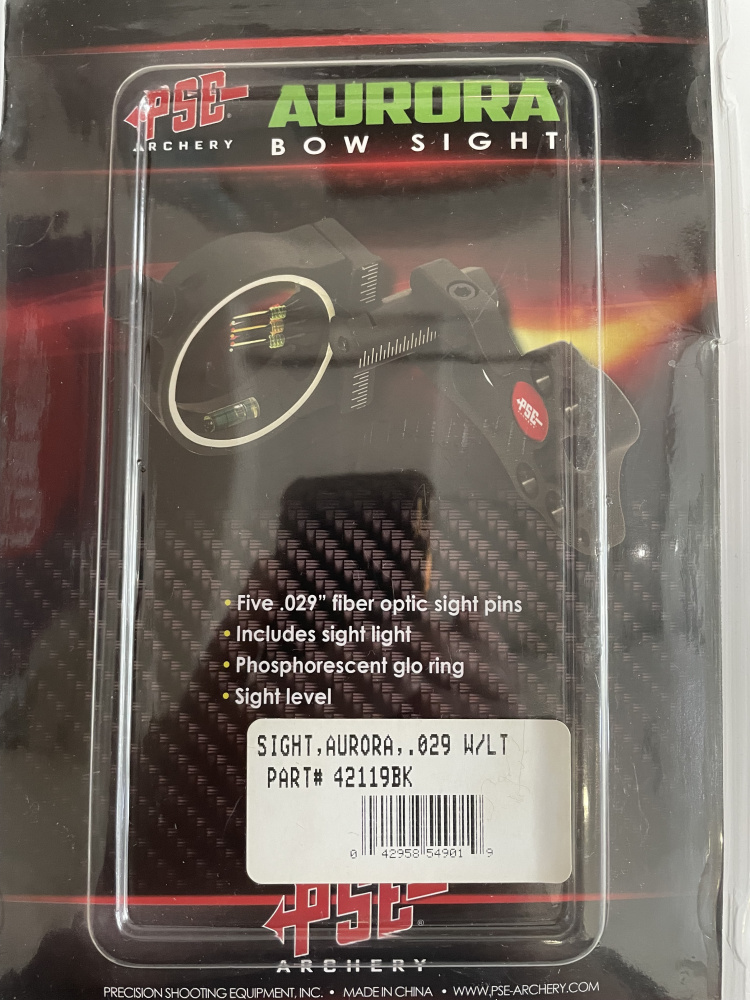 PSE®
ARCHERY
AURORA
BOW SIGHT
PSE
• Five .029" fiber optic sight pins
• Includes sight light
• Phosphorescent glo ring
• Sight level
SIGHT,AURORA,.029 W/LT
PART# 42119BK
0 42958 54901 9
PSE®
ARCHERY
PRECISION SHOOTING EQUIPMENT, INC. • MADE IN CHINA • WWW.PSE-ARCHERY.COM